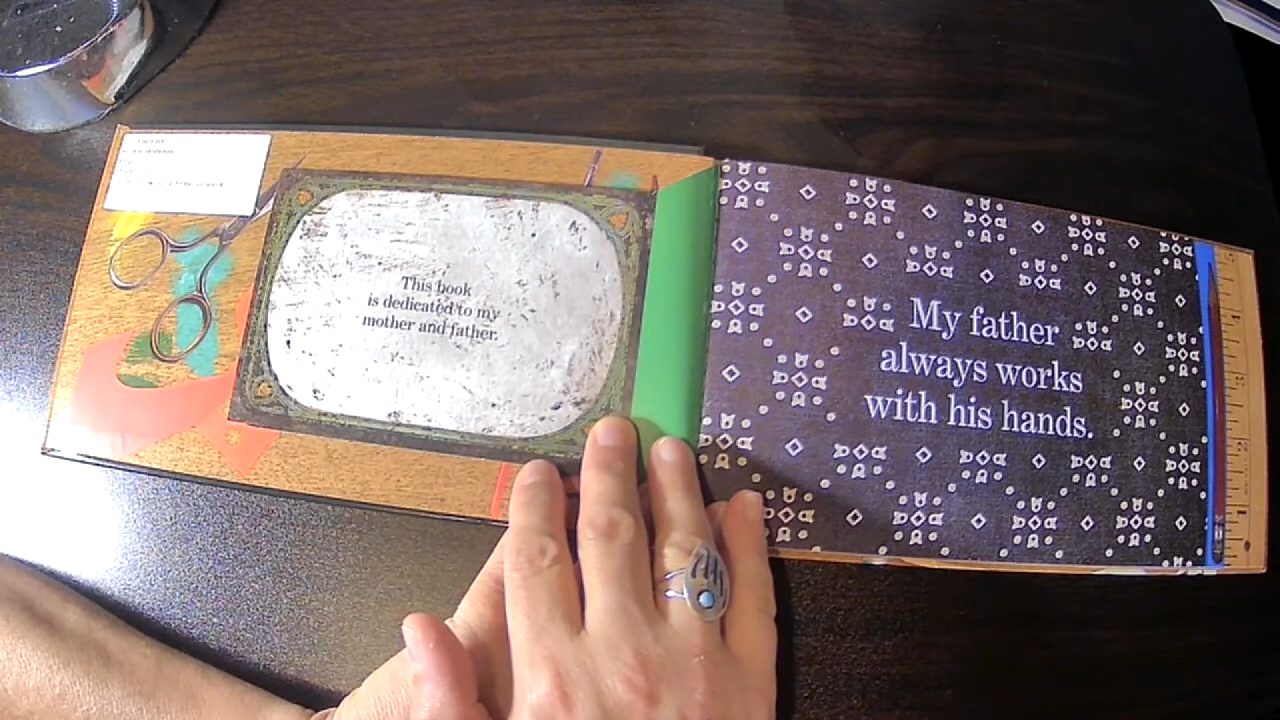 This book
is dedicated to my
mother and father.
My father
always works
with his hands.